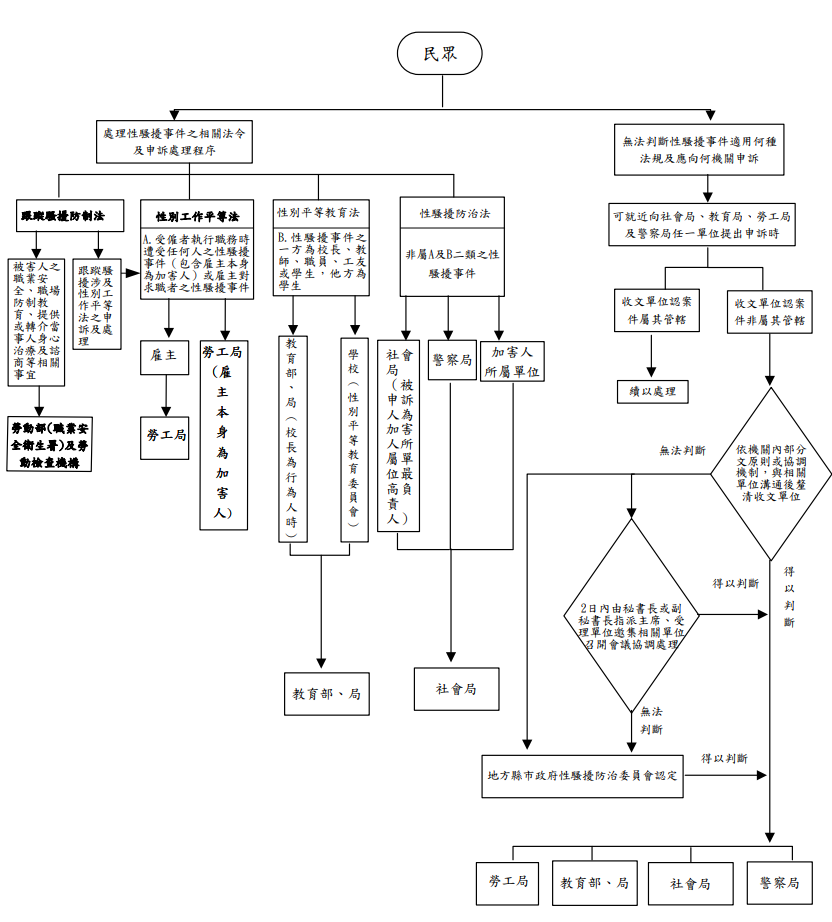 民眾
處理性騷擾事件之相關法令
及申訴處理程序
無法判斷性騷擾事件適用何種
法規及應向何機關申訴
跟蹤騷擾防制法
被害人之
職業安
全、職場
防制教
育、提供
或轉介當
事人身心
治療及諮
商等相關
事宜
勞動部(職業安
全衛生署)及勞
動檢查機構
跟蹤騷
擾涉及
性別工
作平等
法之申
訴及處
理
性別工作平等法
A.受僱者執行職務時
遭受任何人之性騷擾
事件（包含雇主本身
為加害人）或雇主對
求職者之性騷擾事件
雇主
勞工局
勞工局
(雇
主
本
身
為
加
害
人)
性別平等教育法
B.性騷擾事件之
一方為校長、教
師、職員、工友
或學生，他方為
學生
教育部、局（校長為行為人時）
學校（性別平等教育委員會）
教育部、局
性騷擾防治法
非屬A及B二類之性
騷擾事件
社會
局（被
申訴
人為
加害
人所
屬單
位最
高負
責人）
警察局
加害人
所屬單位
社會局
可就近向社會局、教育局、勞工局
及警察局任一單位提出申訴時
收文單位認案
件屬其管轄
續以處理
收文單位認案
件非屬其管轄
依機關內部分
文原則或協調
機制，與相關
單位溝通後釐
清收文單位
無法判斷
得以判斷
2日內由秘書長或副
秘書長指派主席、受
理單位邀集相關單位
召開會議協調處理
得以判斷
無法
判斷
地方縣市政府性騷擾防治委員會認定
得以判斷
勞工局
教育部、局
社會局
警察局